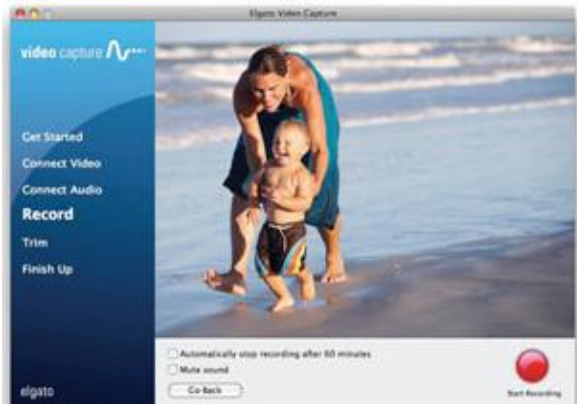 Elgato Video Capture
video capture
Get Started
Connect Video
Connect Audio
Record
Trim
Finish Up
Automatically stop recording after 60 minutes
Mute sound
Go Back
Start Recording
elgato